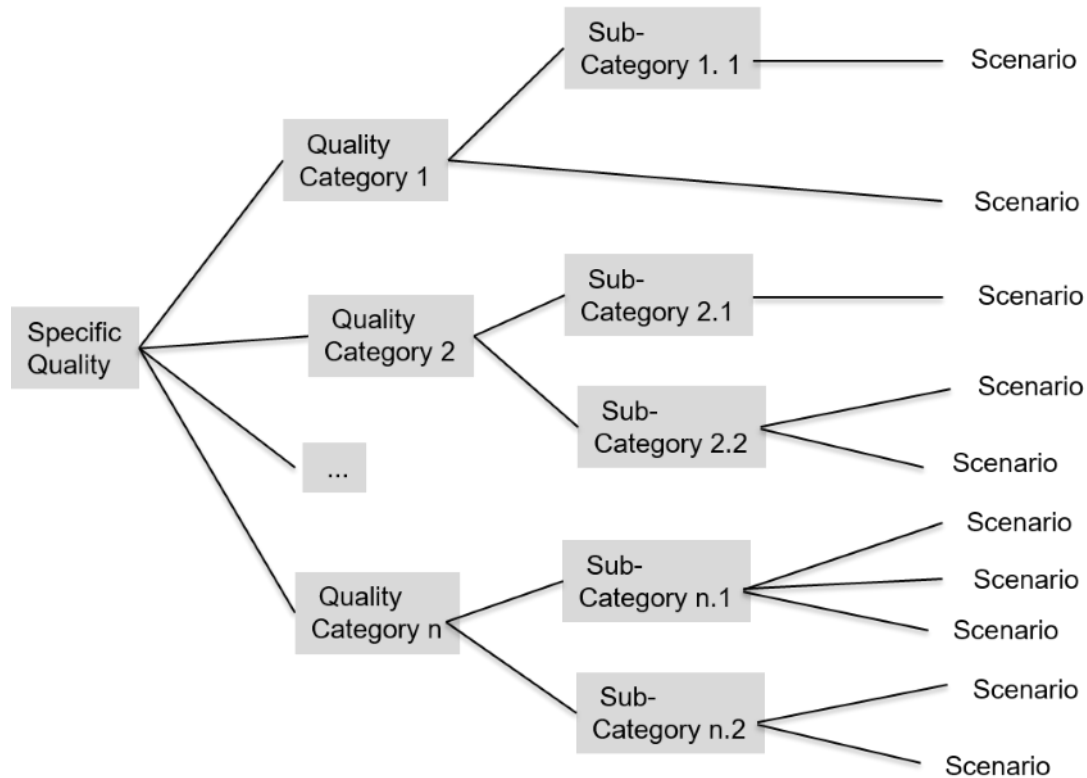 Specific
Quality
Quality
Category 1
Sub-
Category 1. 1
Scenario
Scenario
Quality
Category 2
Sub-
Category 2.1
Scenario
Sub-
Category 2.2
Scenario
Scenario
...
Quality
Category n
Sub-
Category n.1
Scenario
Scenario
Scenario
Sub-
Category n.2
Scenario
Scenario